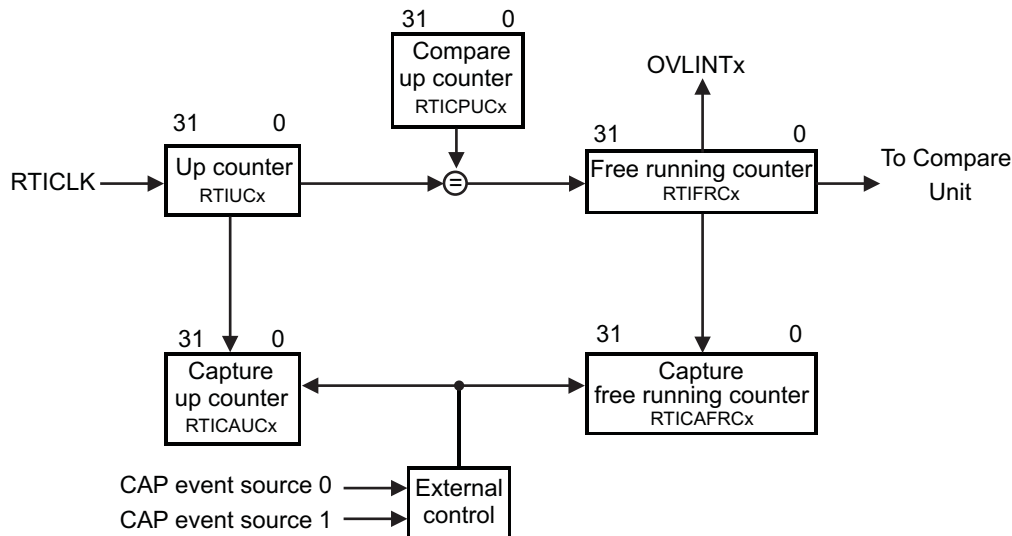 31 0
Compare
up counter
RTICPUCx
OVLINTx
31 0
Up counter
RTIUCx
RTICLK
=
31 0
Free running counter
RTIFRCx
To Compare
Unit
31 0
Capture
up counter
RTICAUCx
31 0
Capture
free running counter
RTICAFRCx
CAP event source 0
CAP event source 1
External
control